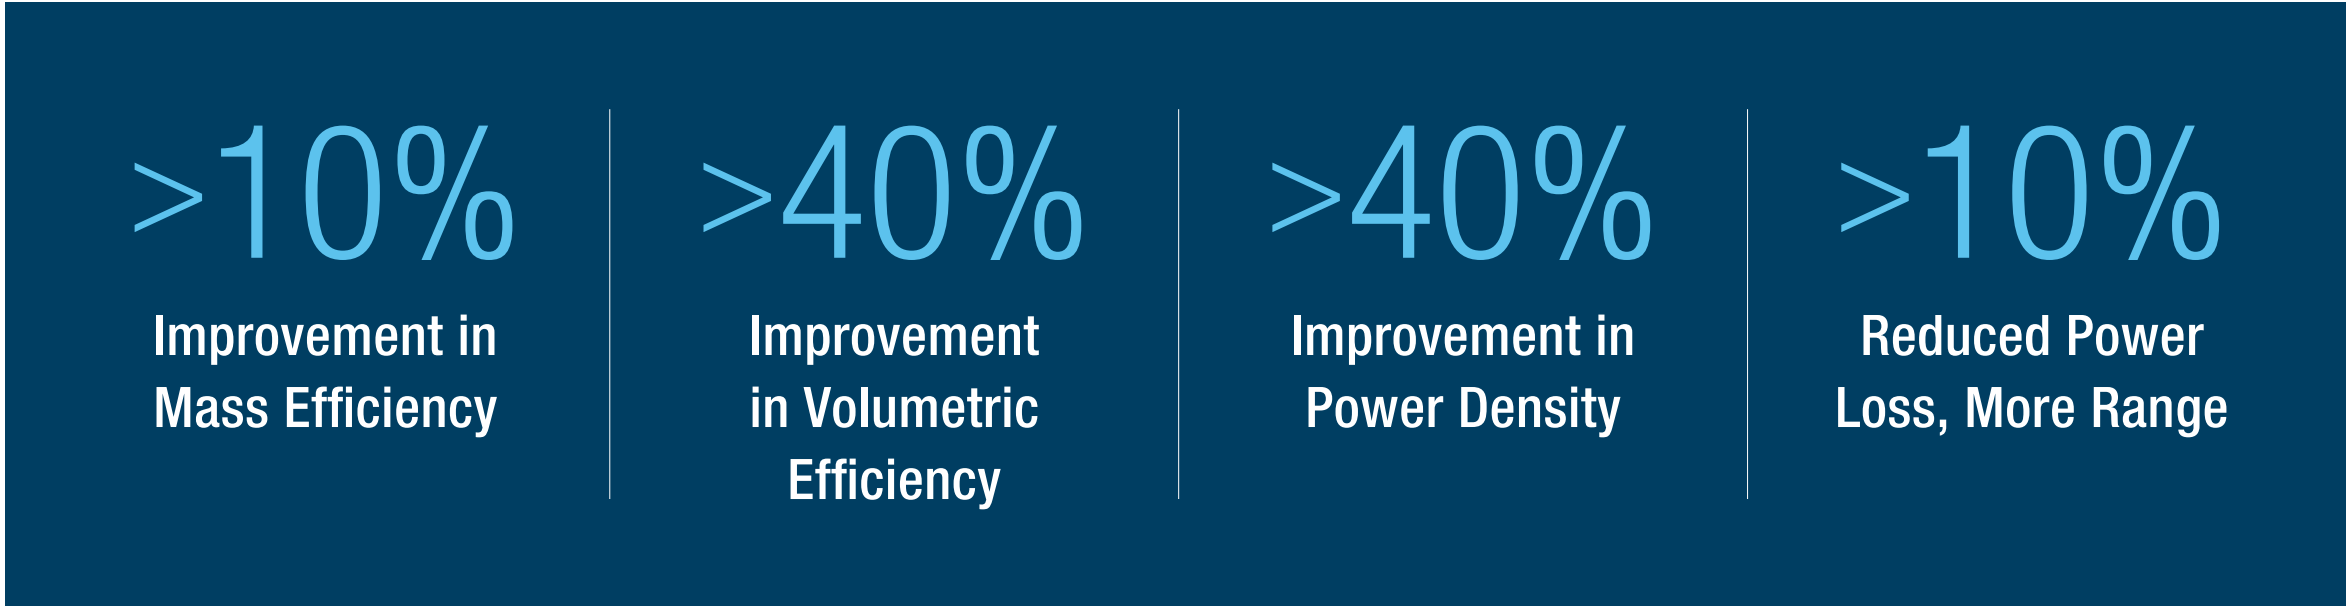 >10%
Improvement in
Mass Efficiency
>40%
Improvement
in Volumetric
Efficiency
>40%
Improvement in
Power Density
>10%
Reduced Power
Loss, More Range